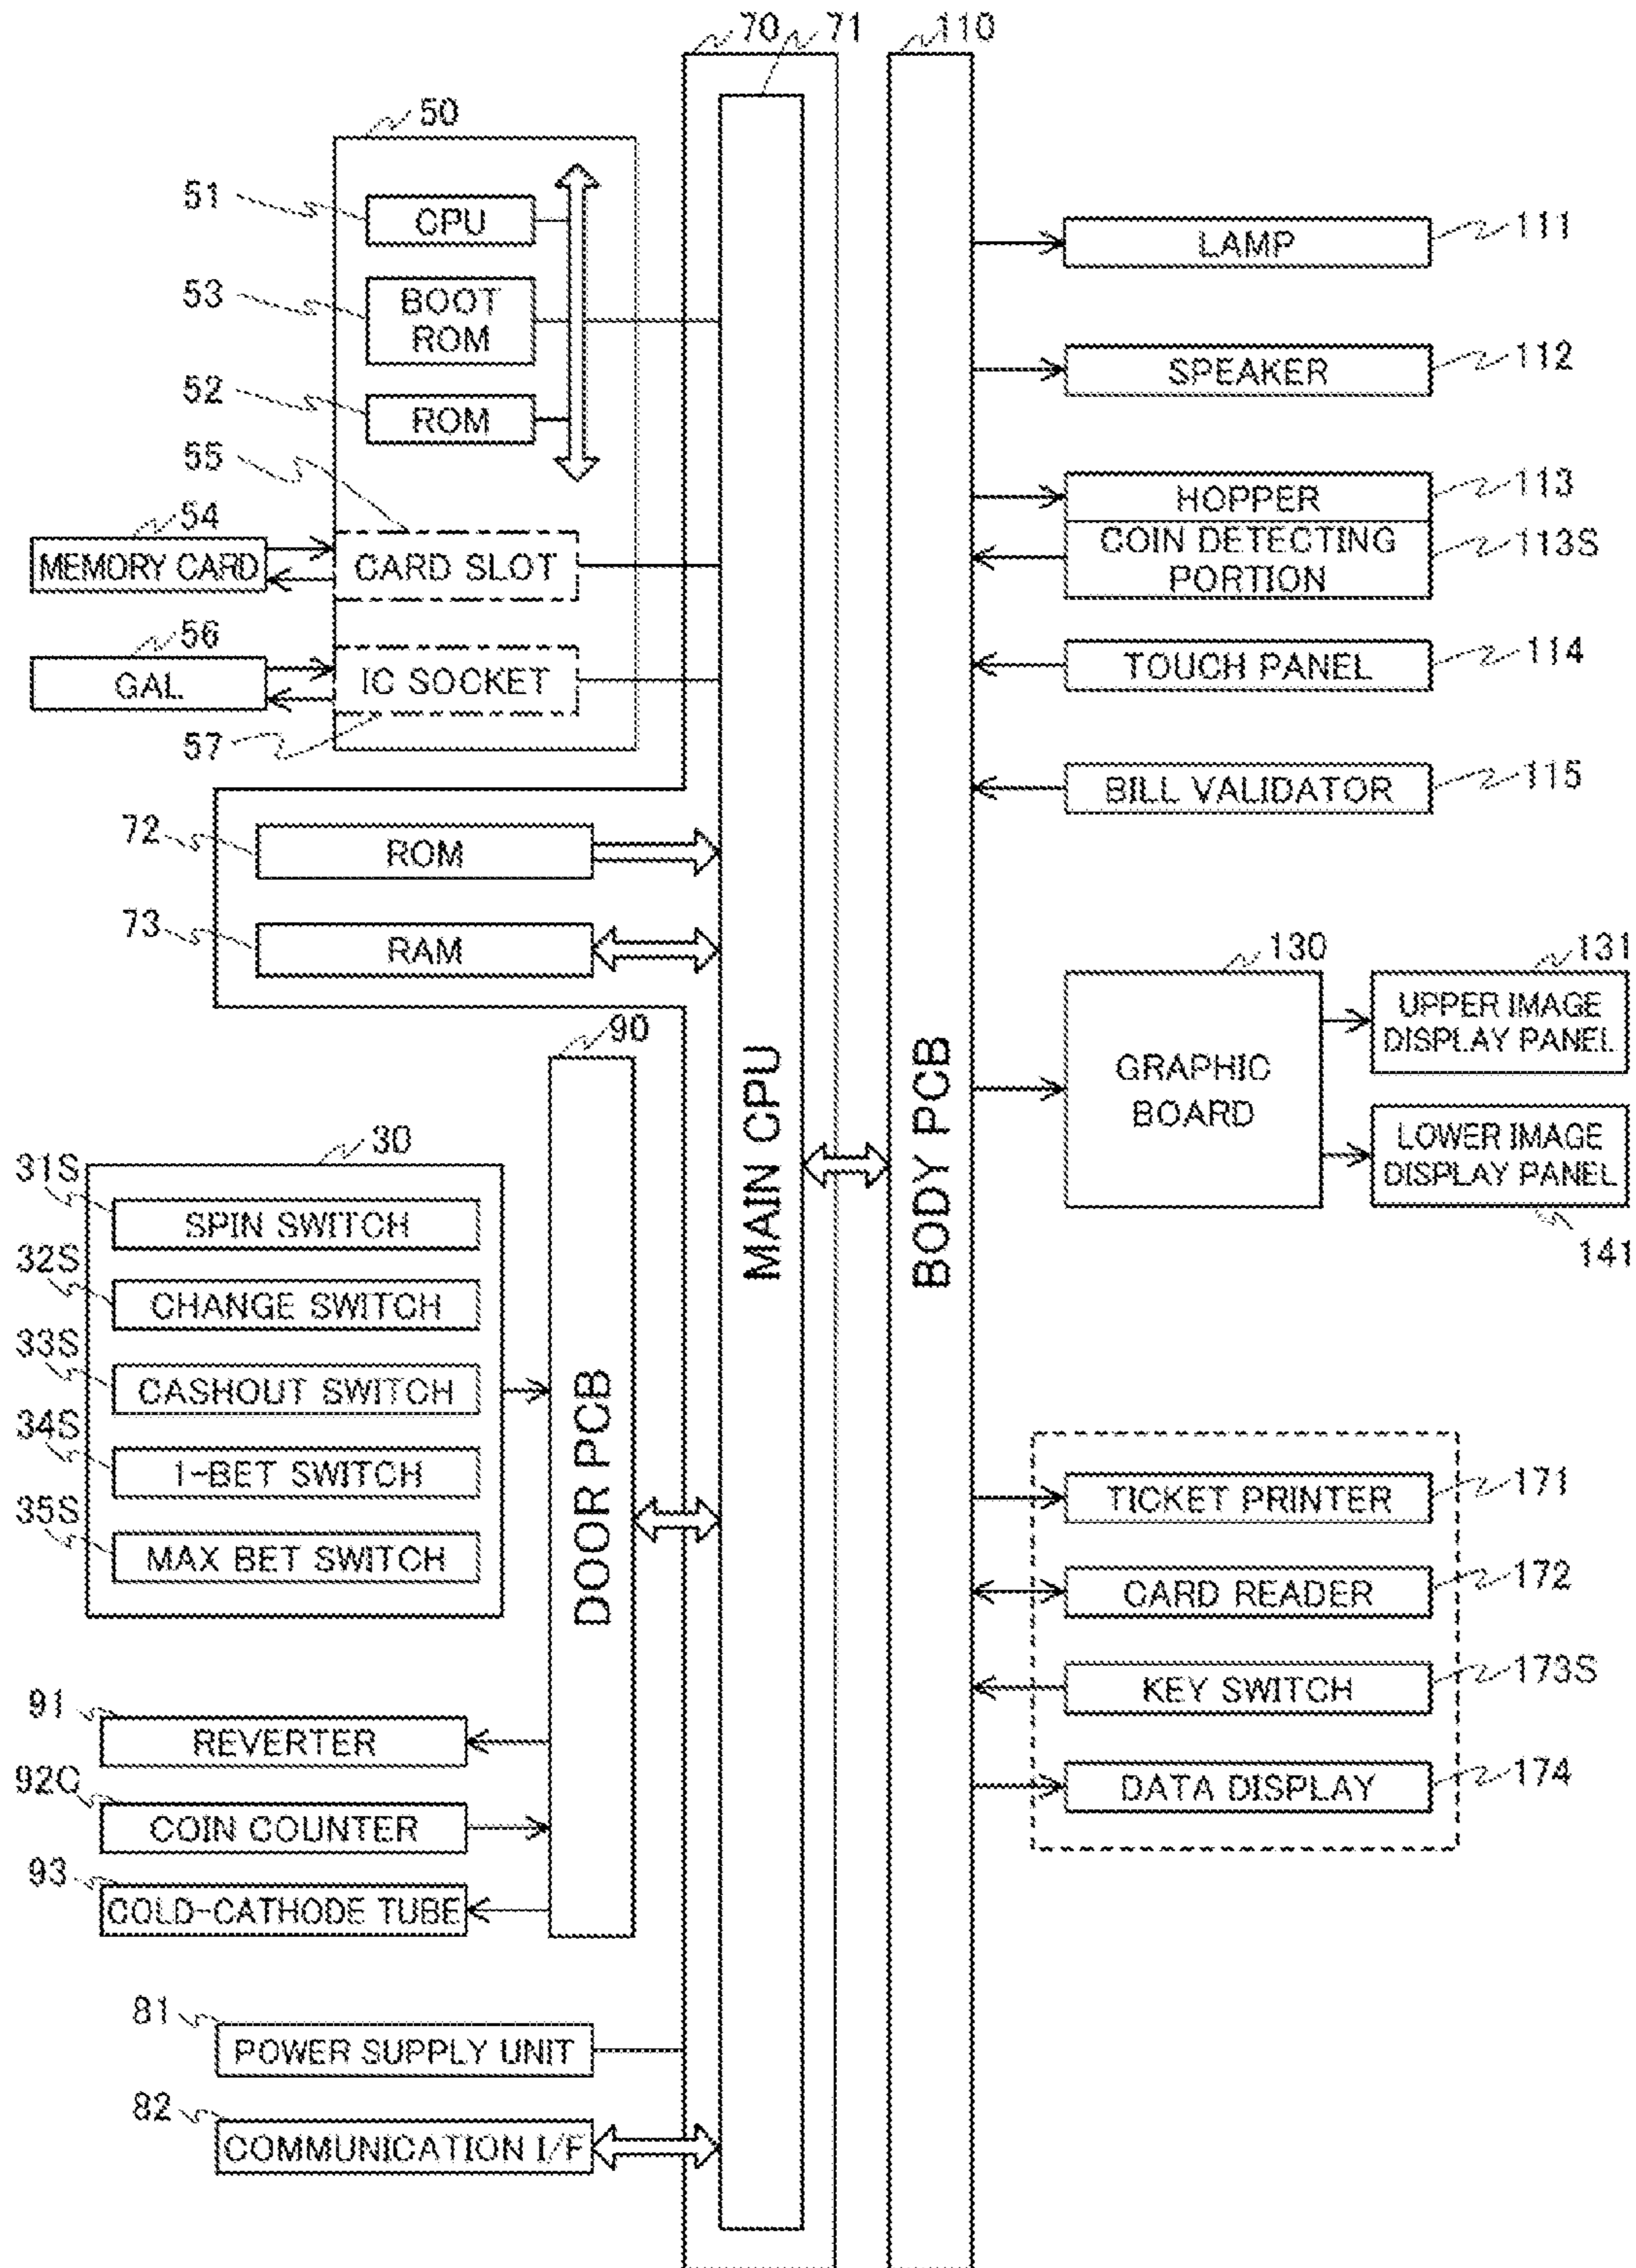 70
71
110
50
51
CPU
53
BOOT
ROM
52
ROM
55
54
MEMORY CARD
CARD SLOT
56
GAL
IC SOCKET
57
72
ROM
73
RAM
90
30
31S
SPIN SWITCH
32S
CHANGE SWITCH
33S
CASHOUT SWITCH
34S
1-BET SWITCH
35S
MAX BET SWITCH
DOOR PCB
91
REVERTER
92C
COIN COUNTER
93
COLD-CATHODE TUBE
81
POWER SUPPLY UNIT
82
COMMUNICATION I/F
MAIN CPU
BODY PCB
LAMP
111
SPEAKER
112
HOPPER
113
COIN DETECTING
PORTION
113S
TOUCH PANEL
114
BILL VALIDATOR
115
130
GRAPHIC
BOARD
131
UPPER IMAGE
DISPLAY PANEL
LOWER IMAGE
DISPLAY PANEL
141
TICKET PRINTER
171
CARD READER
172
KEY SWITCH
173S
DATA DISPLAY
174